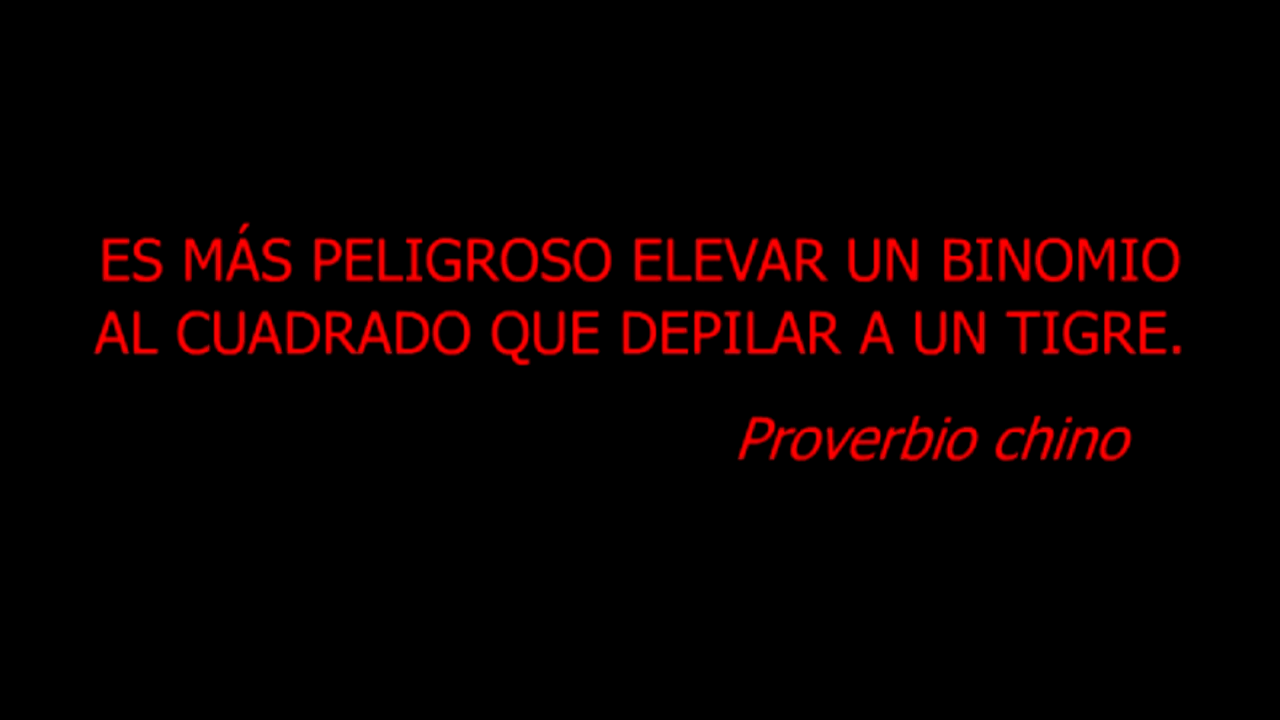 ES MÁS PELIGROSO ELEVAR UN BINOMIO
AL CUADRADO QUE DEPILAR A UN TIGRE.
Proverbio chino